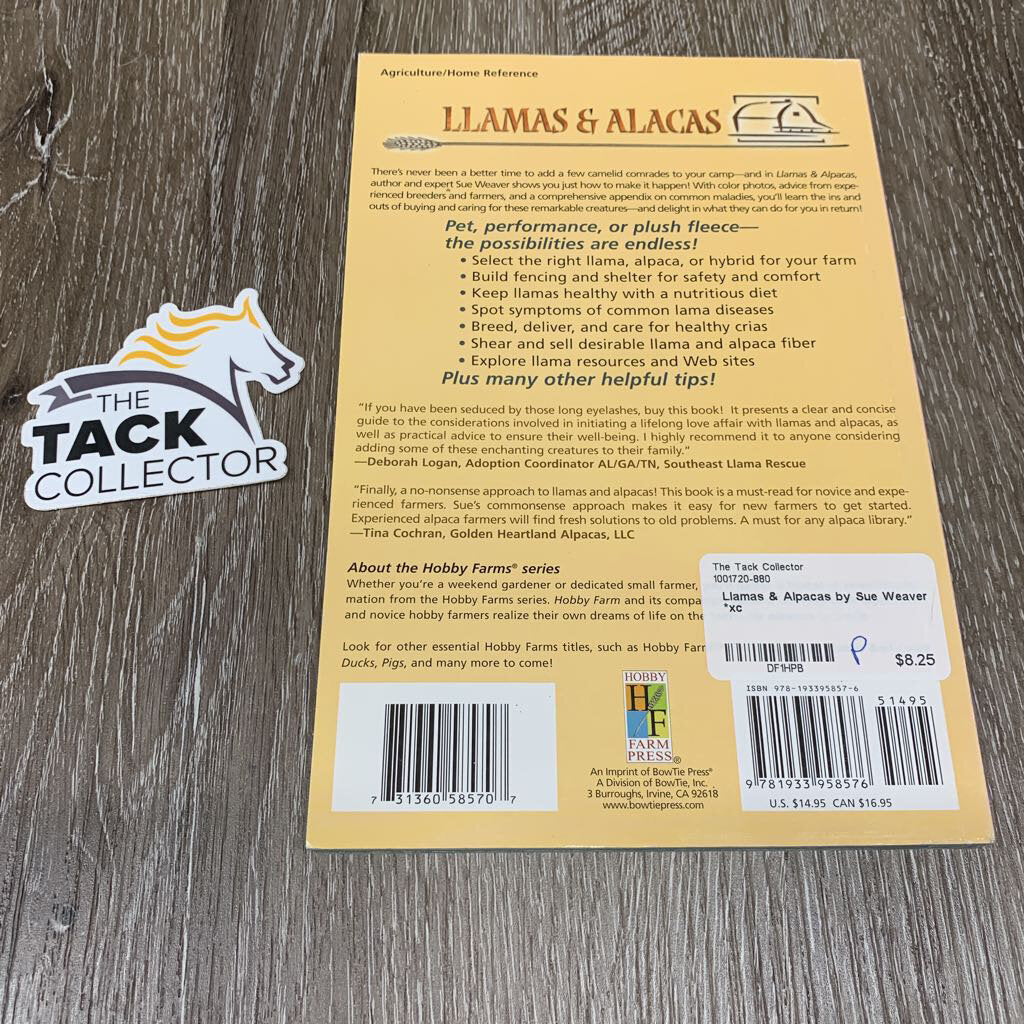 Agriculture/Home Reference
LLAMAS & ALACAS
There's never been a better time to add a few camelid comrades to your camp—and in Llamas & Alpacas,
author and expert Sue Weaver shows you just how to make it happen! With color photos, advice from expe-
rienced breeders and farmers, and a comprehensive appendix on common maladies, you'll learn the ins and
outs of buying and caring for these remarkable creatures—and delight in what they can do for you in return!
Pet, performance, or plush fleece—
the possibilities are endless!
• Select the right llama, alpaca, or hybrid for your farm
• Build fencing and shelter for safety and comfort
• Keep llamas healthy with a nutritious diet
• Spot symptoms of common lama diseases
• Breed, deliver, and care for healthy crias
• Shear and sell desirable llama and alpaca fiber
• Explore llama resources and Web sites
Plus many other helpful tips!
"If you have been seduced by those long eyelashes, buy this book! It presents a clear and concise
guide to the considerations involved in initiating a lifelong love affair with llamas and alpacas, as
well as practical advice to ensure their well-being. I highly recommend it to anyone considering
adding some of these enchanting creatures to their family."
—Deborah Logan, Adoption Coordinator AL/GA/TN, Southeast Llama Rescue
"Finally, a no-nonsense approach to llamas and alpacas! This book is a must-read for novice and expe-
rienced farmers. Sue's commonsense approach makes it easy for new farmers to get started.
Experienced alpaca farmers will find fresh solutions to old problems. A must for any alpaca library."
—Tina Cochran, Golden Heartland Alpacas, LLC
About the Hobby Farms® series
Whether you're a weekend gardener or dedicated small farmer,
mation from the Hobby Farms series. Hobby Farm and its compa
and novice hobby farmers realize their own dreams of life on the
Look for other essential Hobby Farms titles, such as Hobby Farm
Ducks, Pigs, and many more to come!
The Tack Collector
1001720-880
Llamas & Alpacas by Sue Weaver
*xc
DF1HPB
P
$8.25
7 31360 58570 7
HOBBY
H
F
FARM
PRESS®
An Imprint of BowTie Press®
A Division of BowTie, Inc.
3 Burroughs, Irvine, CA 92618
www.bowtiepress.com
ISBN 978-193395857-6
51495
9 781933 958576
U.S. $14.95 CAN $16.95
THE
TACK
COLLECTOR